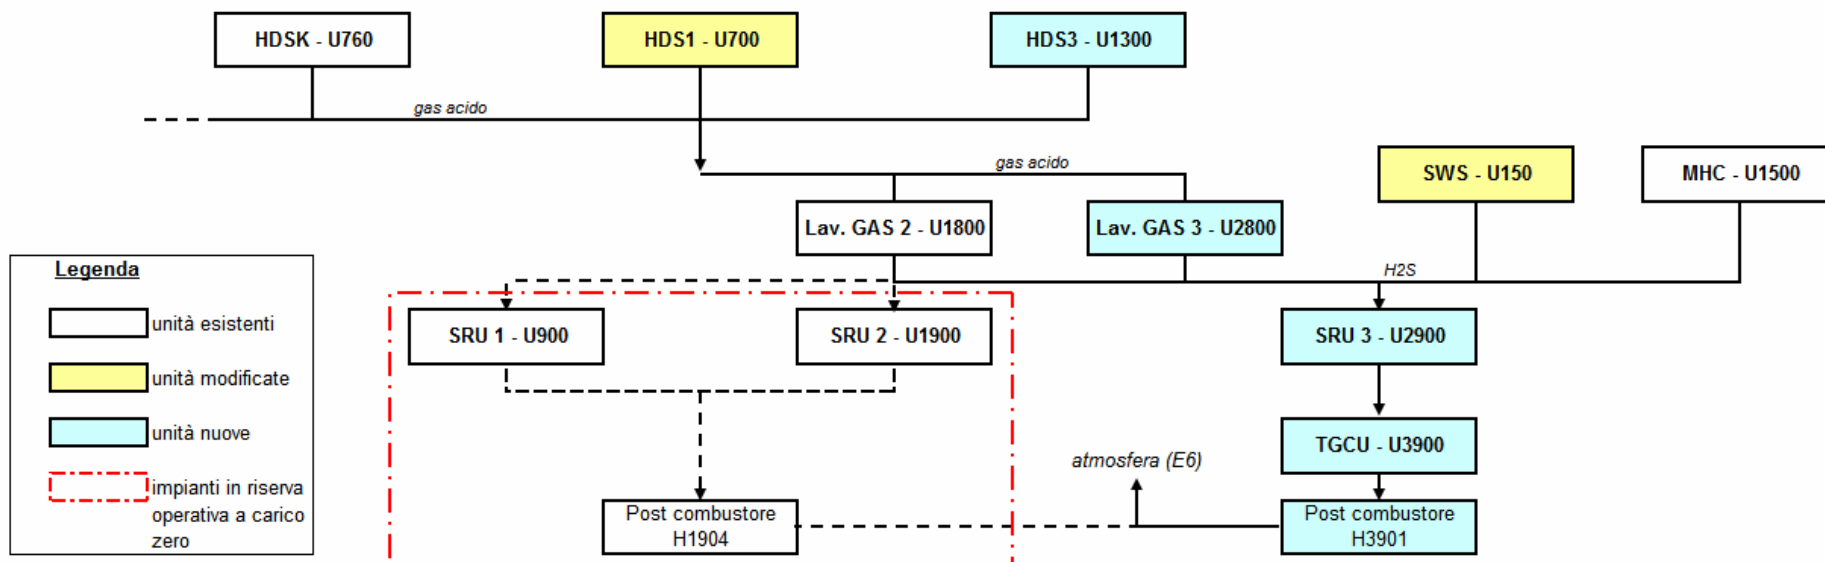 HDSK - U760
HDS1 - U700
HDS3 - U1300
gas acido
gas acido
SWS - U150
MHC - U1500
Lav. GAS 2 - U1800
Lav. GAS 3 - U2800
Legenda
H2S
unità esistenti
SRU 1 - U900
SRU 2 - U1900
SRU 3 - U2900
unità modificate
unità nuove
TGCU - U3900
atmosfera (E6)
impianti in riserva
operativa a carico
zero
Post combustore
H1904
Post combustore
H3901